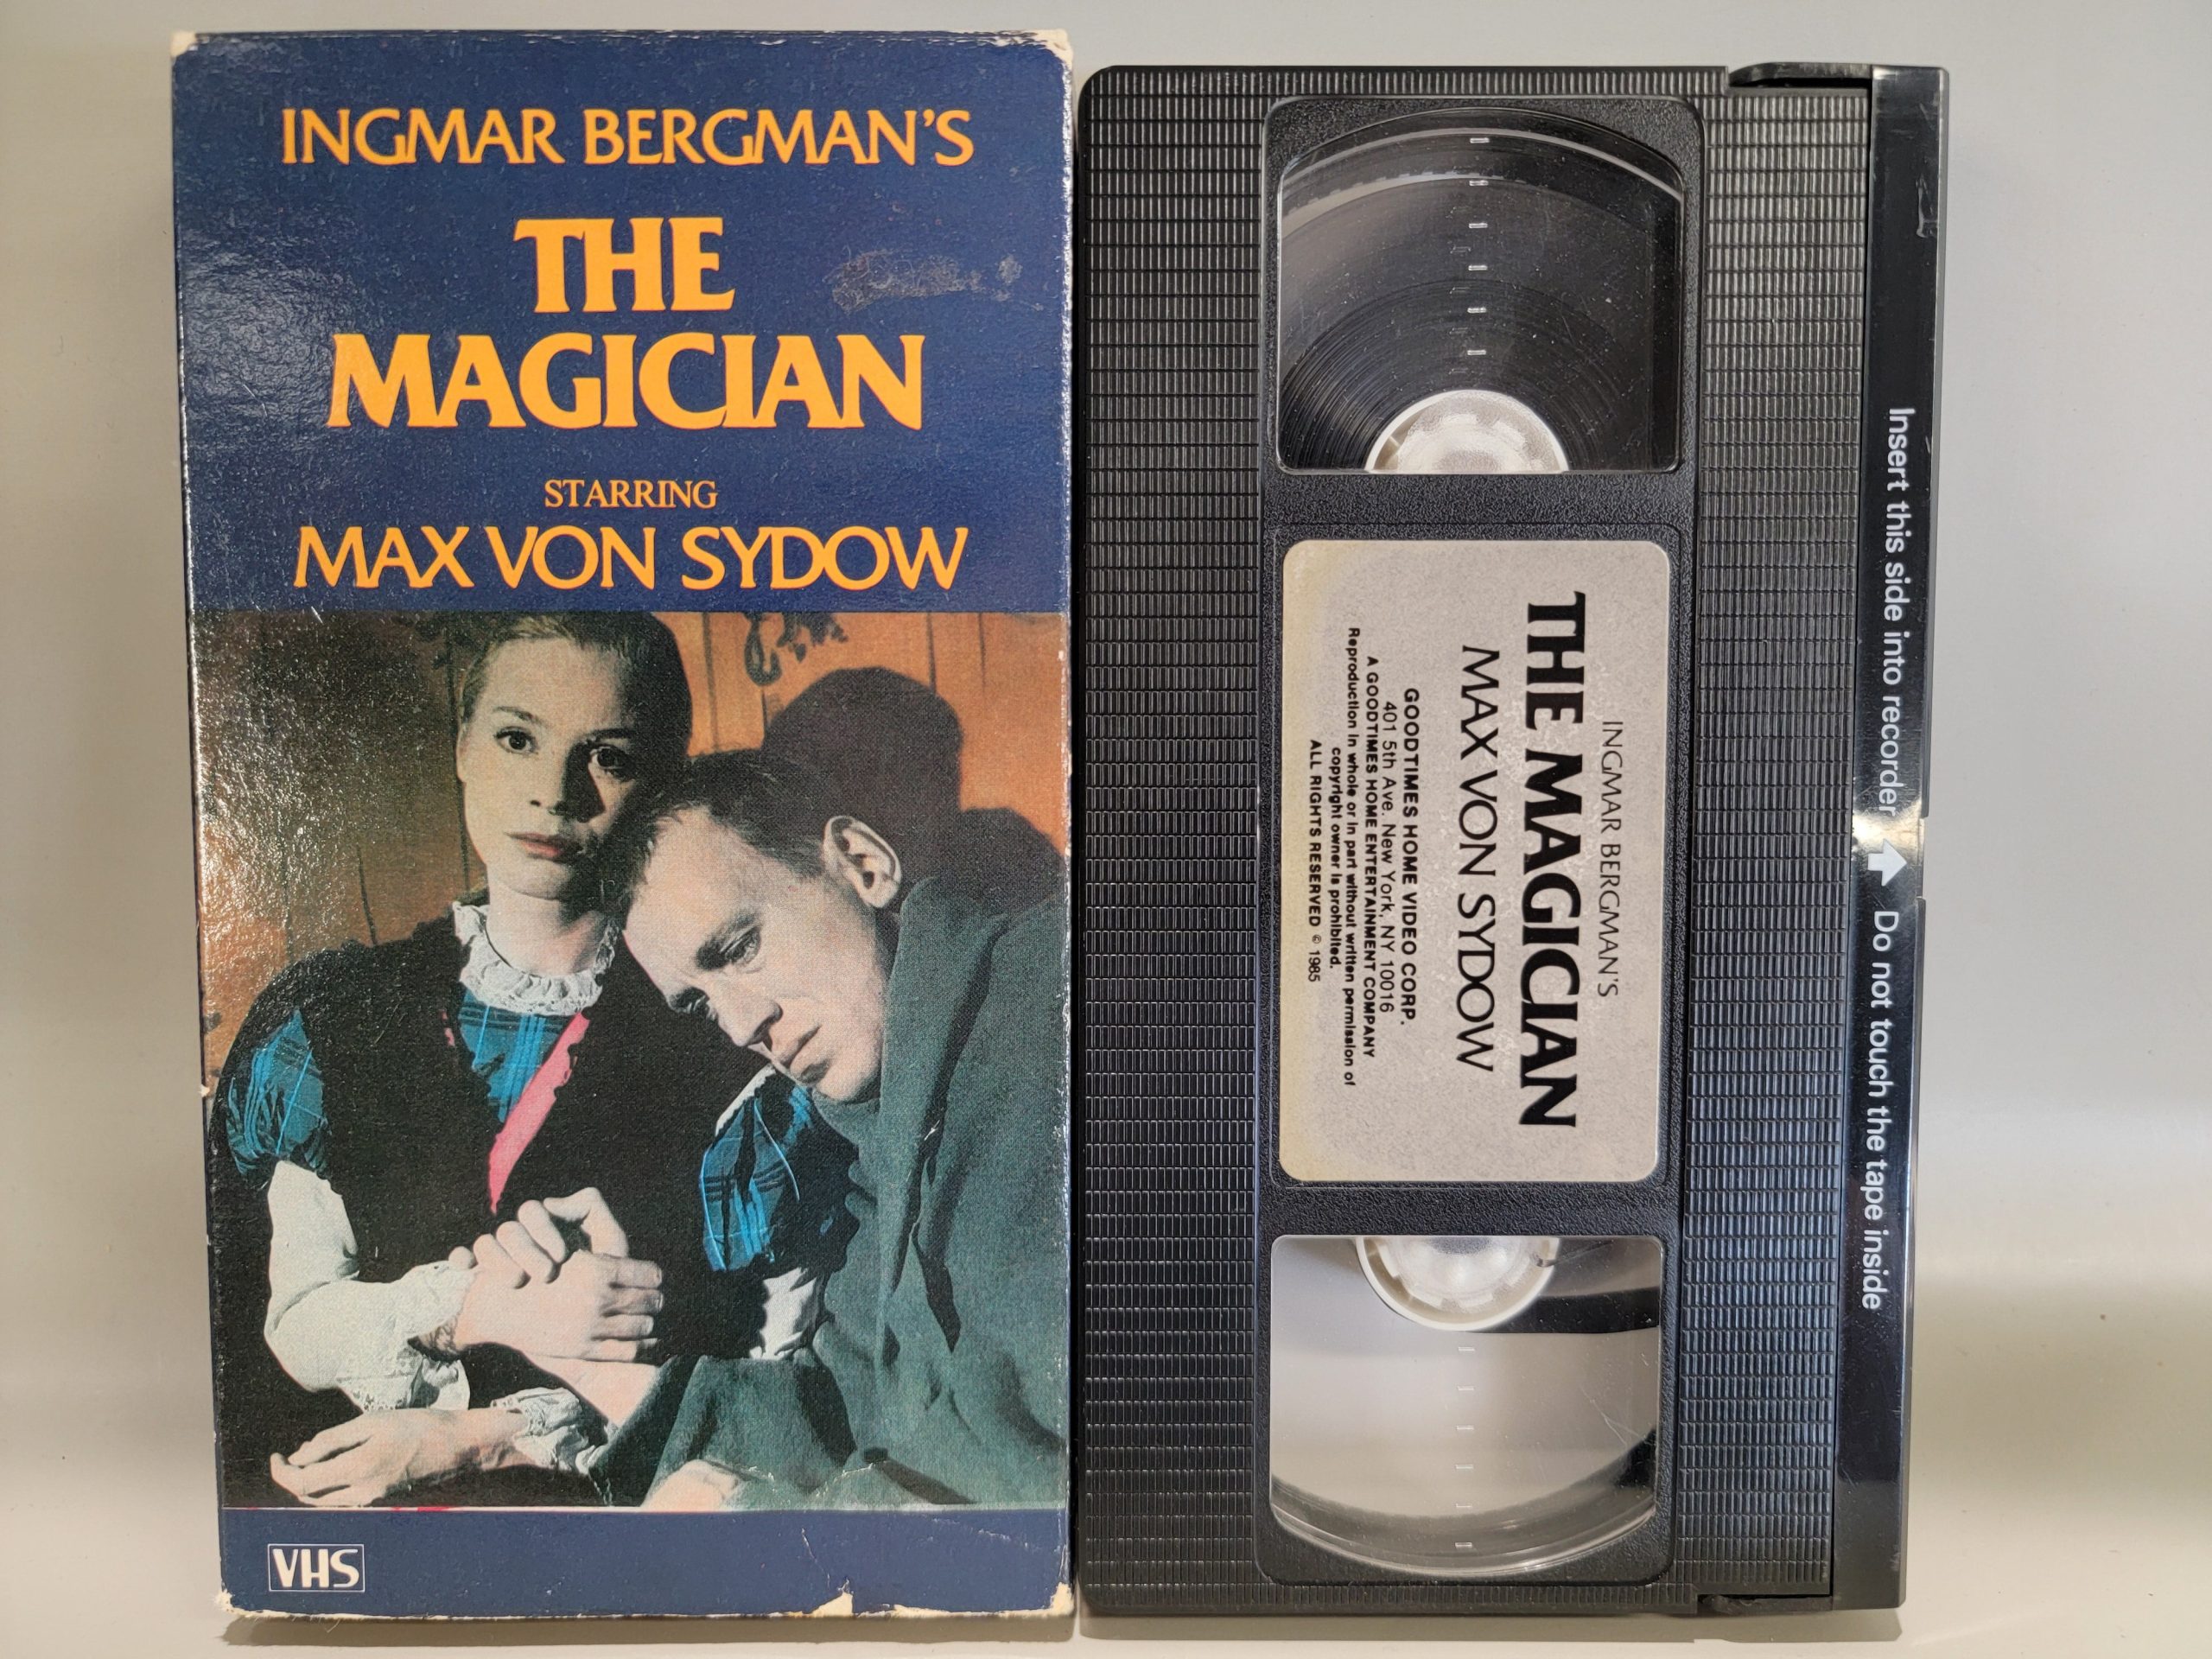 INGMAR BERGMAN'S
THE
MAGICIAN
STARRING
MAX VON SYDOW
VHS
INGMAR BERGMAN'S
THE MAGICIAN
MAX VON SYDOW
GOODTIMES HOME VIDEO CORP.
401 5th Ave. New York, NY 10016
A GOODTIMES HOME ENTERTAINMENT COMPANY
Reproduction in whole or in part without written permission of
copyright owner is prohibited.
ALL RIGHTS RESERVED © 1985
Insert this side into recorder Do not touch the tape inside